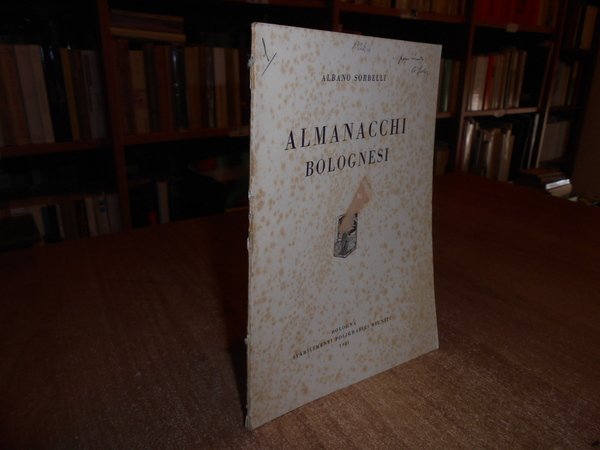 ALBANO SORBELLI
ALMANACCHI
BOLOGNESI
BOLOGNA
STABILIMENTI POLIGRAFICI RIUNITI